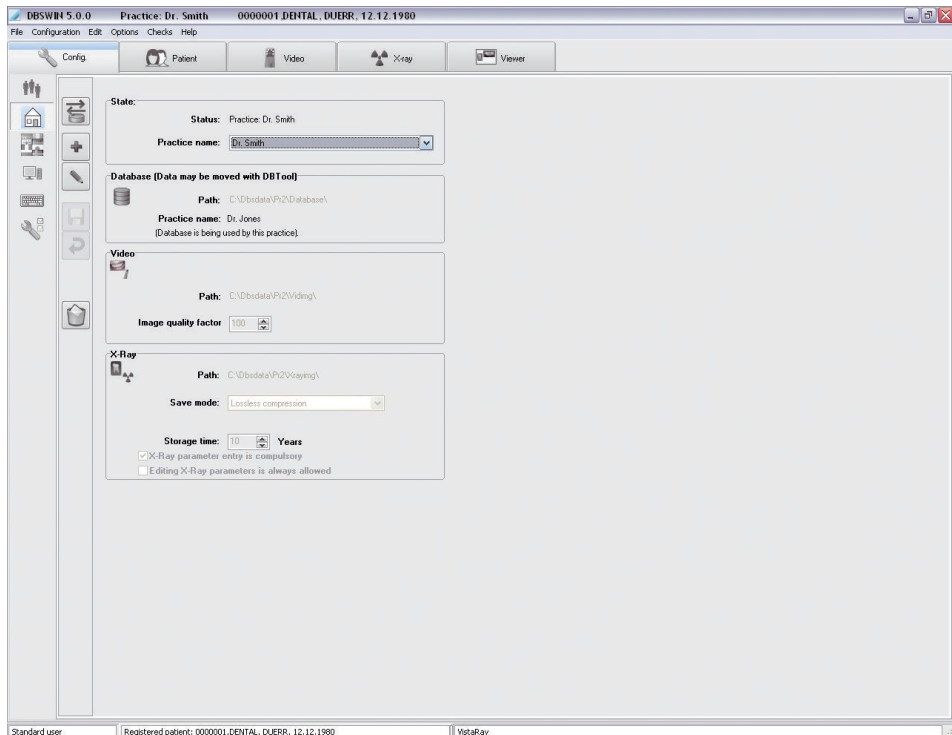 DBSWIN 5.0.0 Practice: Dr. Smith 0000001,DENTAL, DUERR, 12.12.1980
File Configuration Edit Options Checks Help
Config. Patient Video X-ray Viewer
State:
Status: Practice: Dr. Smith
Practice name: Dr. Smith
Database (Data may be moved with DBTool)
Path: C:\Dbsdata\Pr2\Database\
Practice name: Dr. Jones
(Database is being used by this practice).
Video
Path: C:\Dbsdata\Pr2\Vidimg\
Image quality factor 100
X-Ray
Path: C:\Dbsdata\Pr2\Xrayimg\
Save mode: Lossless compression
Storage time: 10 Years
X-Ray parameter entry is compulsory
Editing X-Ray parameters is always allowed
Standard user Registered patient: 0000001,DENTAL, DUERR, 12.12.1980 VistaRay